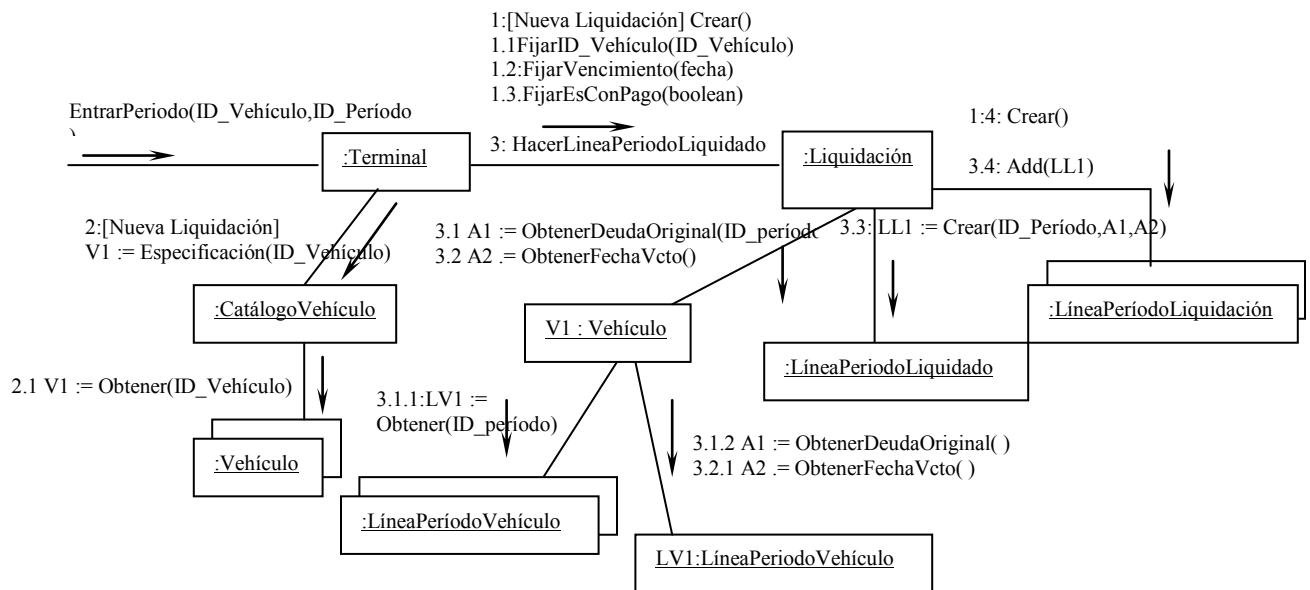 1:[Nueva Liquidación] Crear()
1.1FijarID_Vehículo(ID_Vehículo)
1.2:FijarVencimiento(fecha)
1.3.FijarEsConPago(boolean)
EntrarPeriodo(ID_Vehículo,ID_Período
)
1:4: Crear()
3: HacerLineaPeriodoLiquidado
:Terminal
:Liquidación
3.4: Add(LL1)
2:[Nueva Liquidación]
V1 := Especificación(ID_Vehículo)
3.1 A1 := ObtenerDeudaOriginal(ID_períod
3.2 A2 .= ObtenerFechaVcto()
3.3: LL1 := Crear(ID_Período,A1,A2)
:CatálogoVehículo
V1 : Vehículo
:LíneaPeríodoLiquidación
:LíneaPeriodoLiquidado
2.1 V1 := Obtener(ID_Vehículo)
3.1.1:LV1 :=
Obtener(ID_período)
3.1.2 A1 := ObtenerDeudaOriginal( )
3.2.1 A2 .= ObtenerFechaVcto( )
:Vehículo
:LíneaPeríodoVehículo
LV1:LíneaPeriodoVehículo